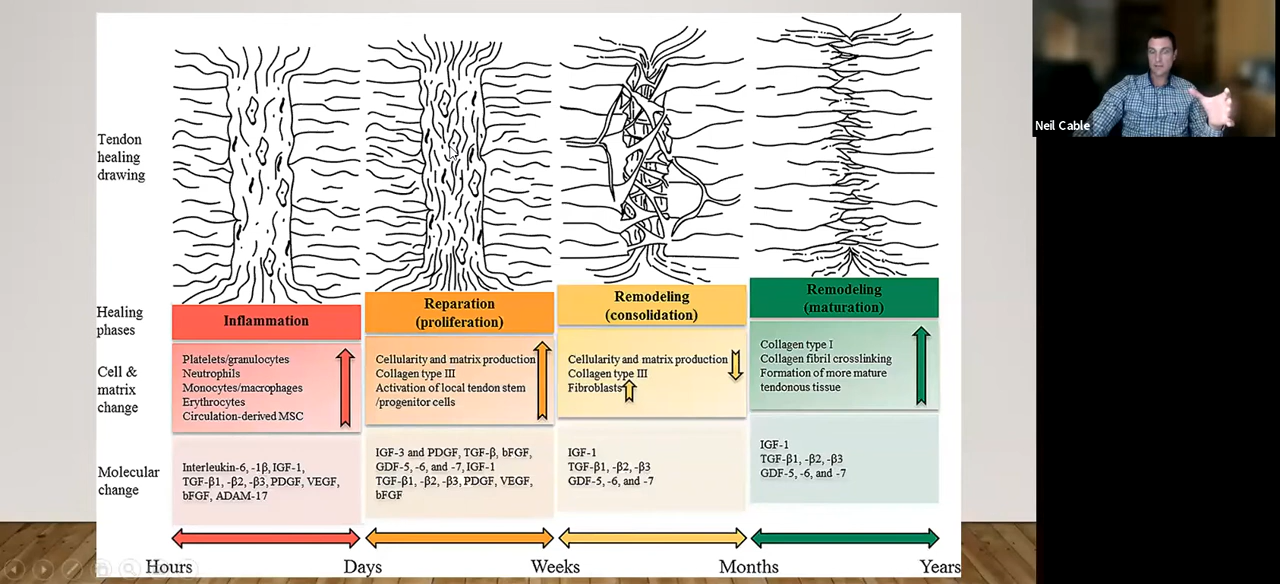 Neil Cable
Tendon
healing
drawing
Healing
phases
Inflammation
Reparation
(proliferation)
Remodeling
(consolidation)
Remodeling
(maturation)
Cell &
matrix
change
Platelets/granulocytes
Neutrophils
Monocytes/macrophages
Erythrocytes
Circulation-derived MSC
Cellularity and matrix production
Collagen type III
Activation of local tendon stem
/progenitor cells
Cellularity and matrix production
Collagen type III
Fibroblasts
Collagen type I
Collagen fibril crosslinking
Formation of more mature
tendonous tissue
Molecular
change
Interleukin-6, -1β, IGF-1,
TGF-β1, -β2, -β3, PDGF, VEGF,
bFGF, ADAM-17
IGF-3 and PDGF, TGF-β, bFGF,
GDF-5, -6, and -7, IGF-1
TGF-β1, -β2, -β3, PDGF, VEGF,
bFGF
IGF-1
TGF-β1, -β2, -β3
GDF-5, -6, and -7
IGF-1
TGF-β1, -β2, -β3
GDF-5, -6, and -7
Hours
Days
Weeks
Months
Years